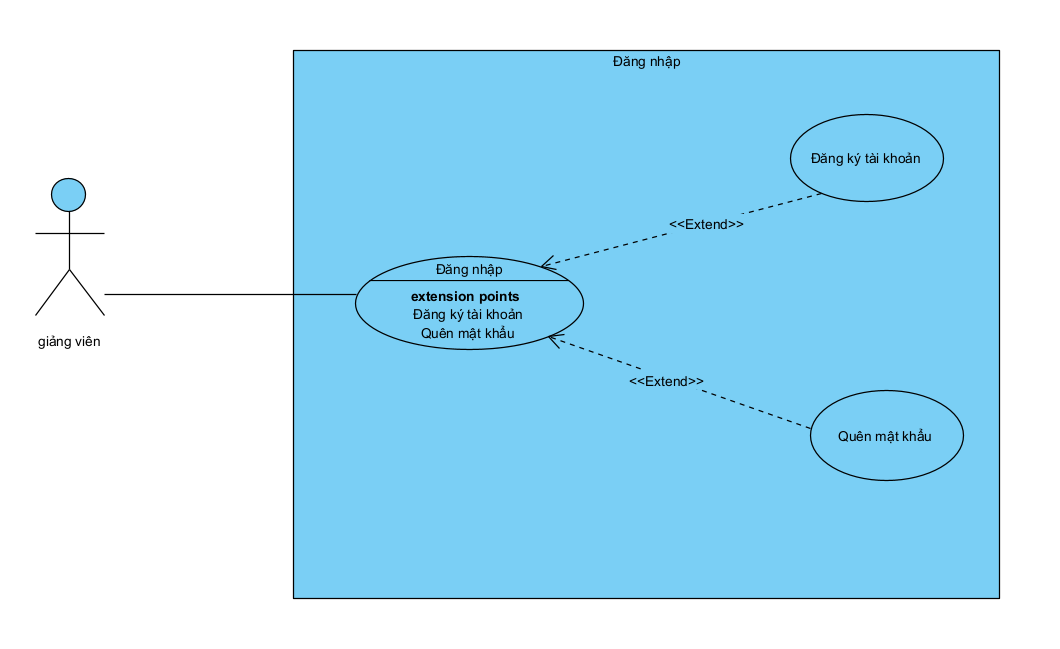 Đăng nhập
Đăng ký tài khoản
<<Extend>>
Đăng nhập
extension points
Đăng ký tài khoản
Quên mật khẩu
giảng viên
<<Extend>>
Quên mật khẩu